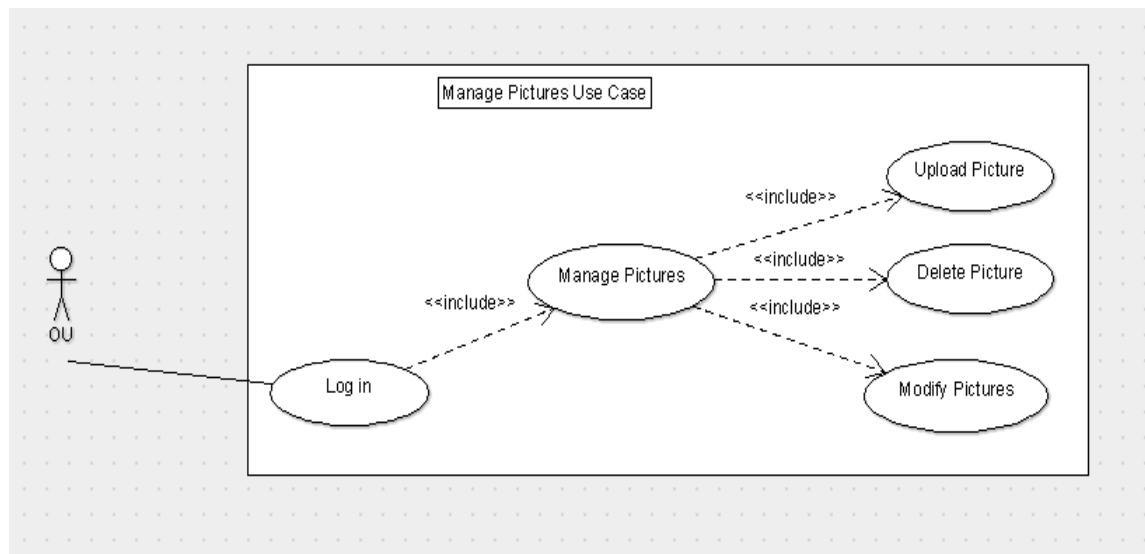 Manage Pictures Use Case
Upload Picture
<<include>>
<<include>>
Delete Picture
Manage Pictures
<<include>>
<<include>>
OU
Log in
Modify Pictures